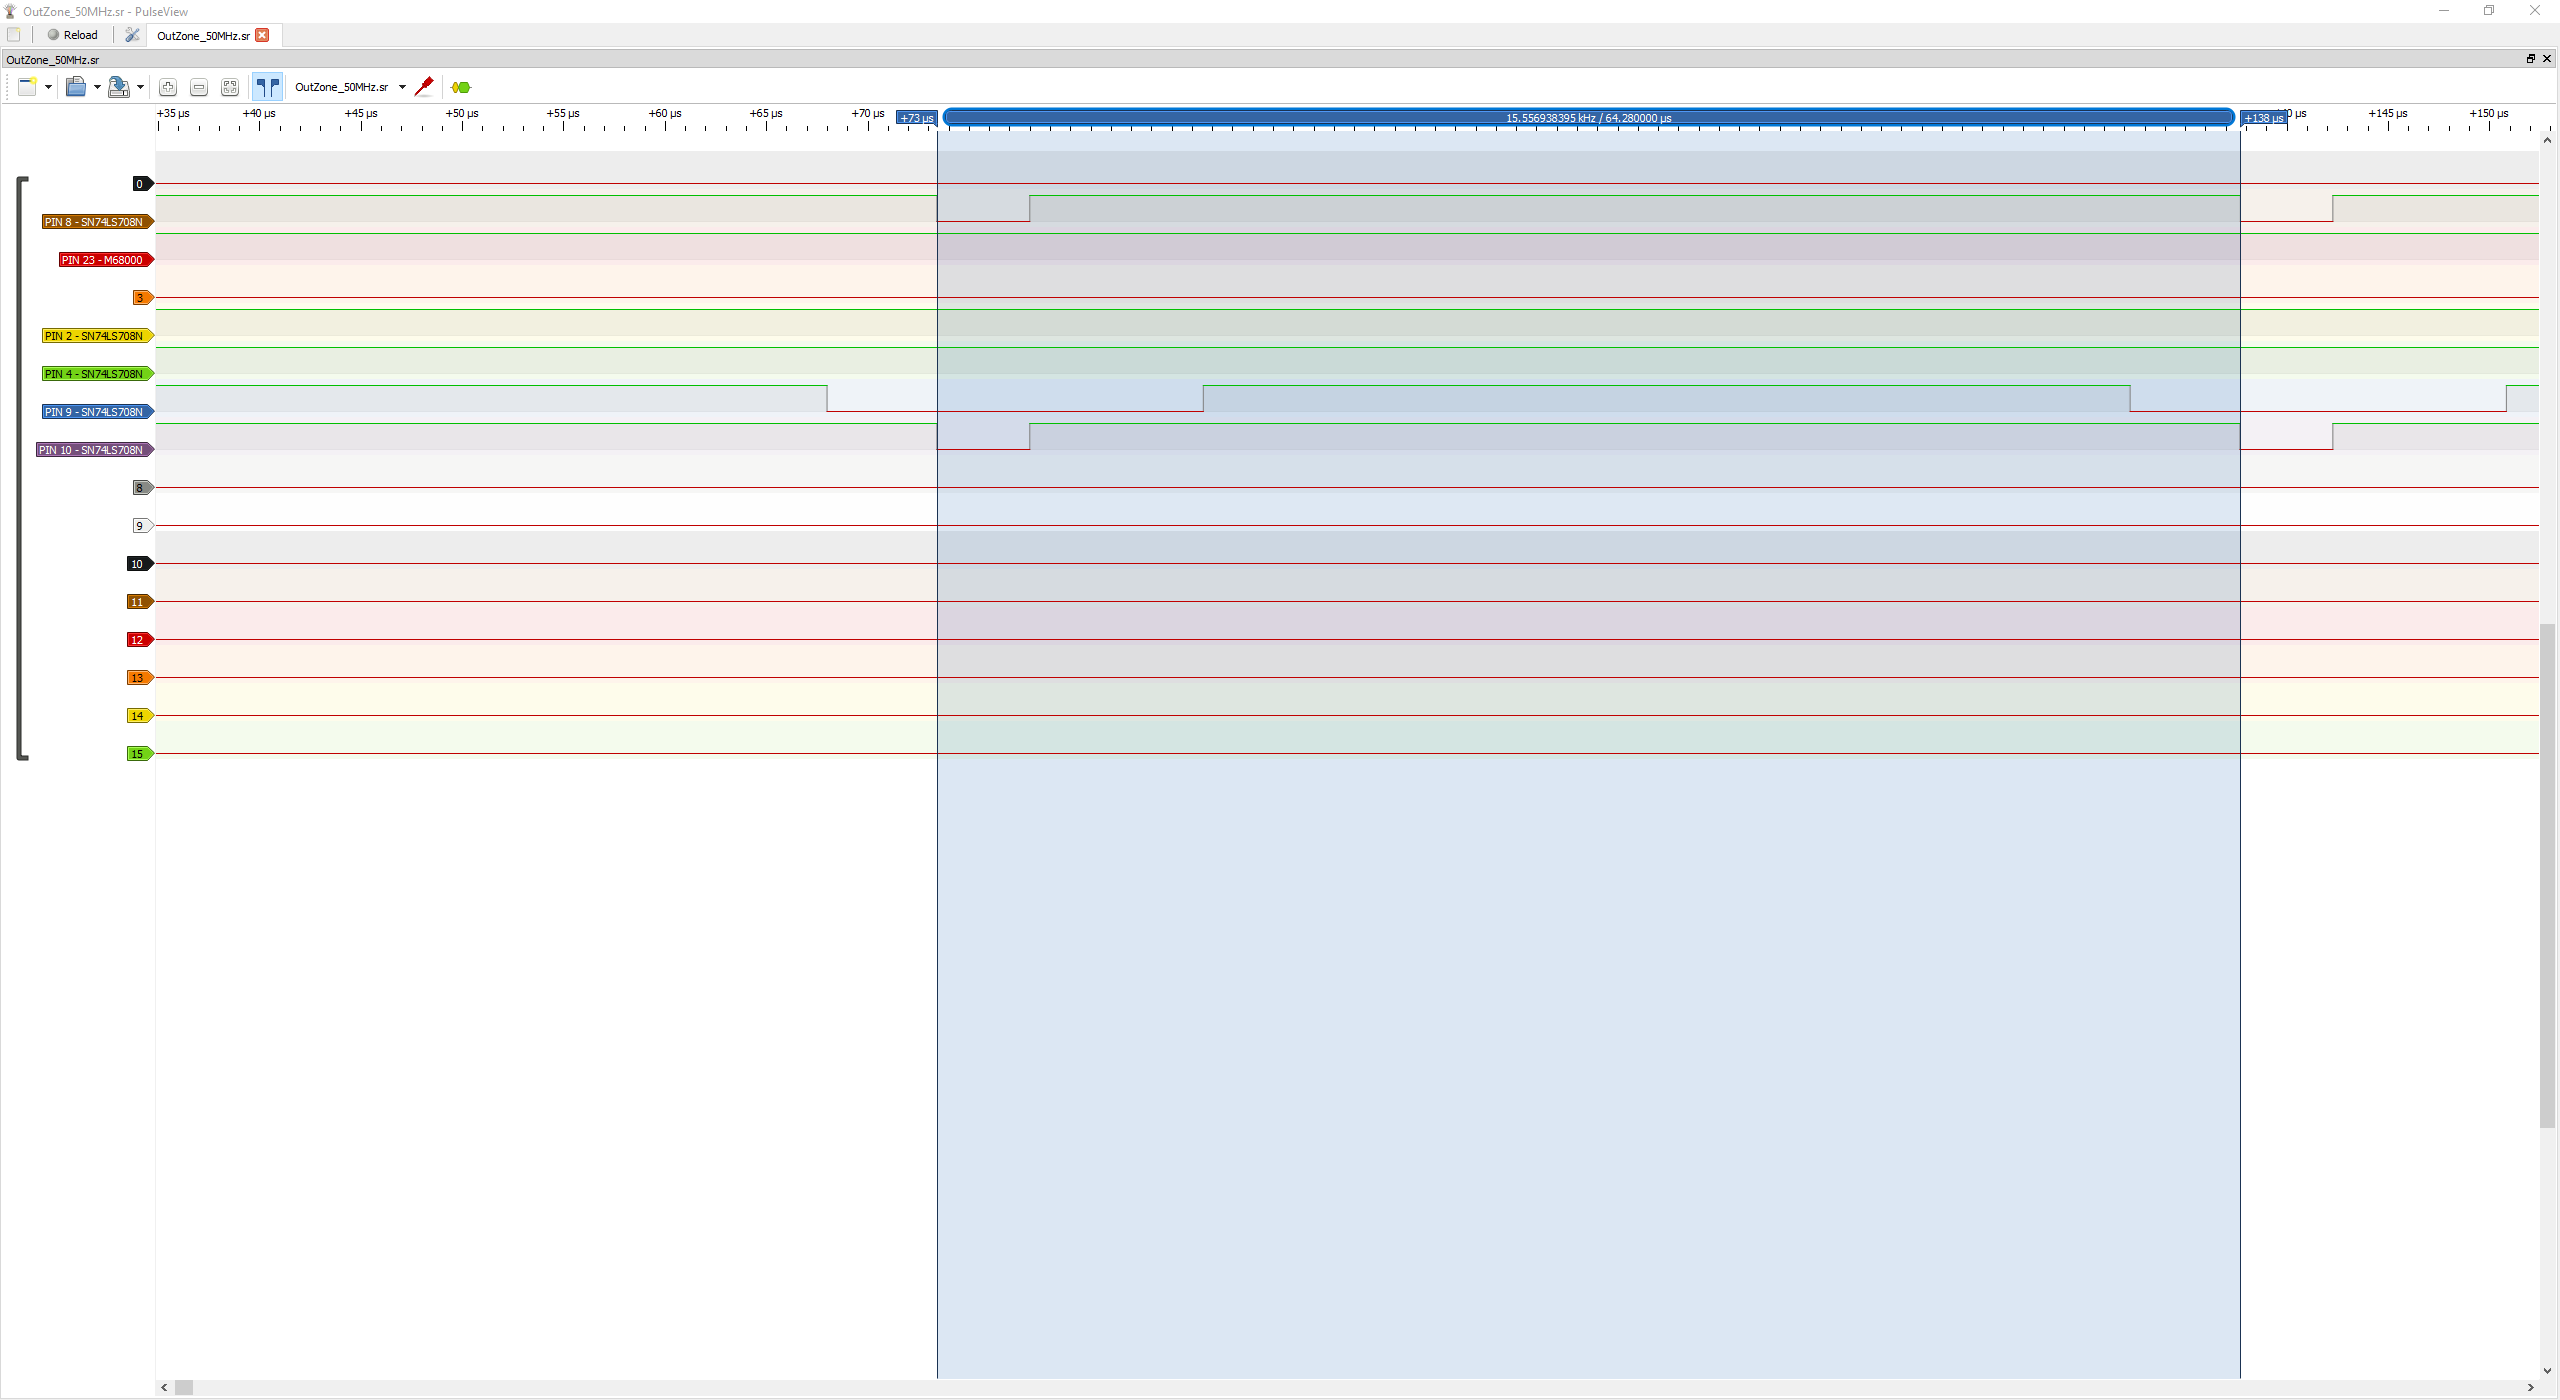 OutZone_50MHz.sr - PulseView
Reload
OutZone_50MHz.sr
OutZone_50MHz.sr
OutZone_50MHz.sr
+35 µs +40 µs +45 µs +50 µs +55 µs +60 µs +65 µs +70 µs +73 µs 15.556938395 kHz / 64.280000 µs +138 µs 0 µs +145 µs +150 µs
0
PIN 8 - SN74LS708N
PIN 23 - M68000
3
PIN 2 - SN74LS708N
PIN 4 - SN74LS708N
PIN 9 - SN74LS708N
PIN 10 - SN74LS708N
8
9
10
11
12
13
14
15